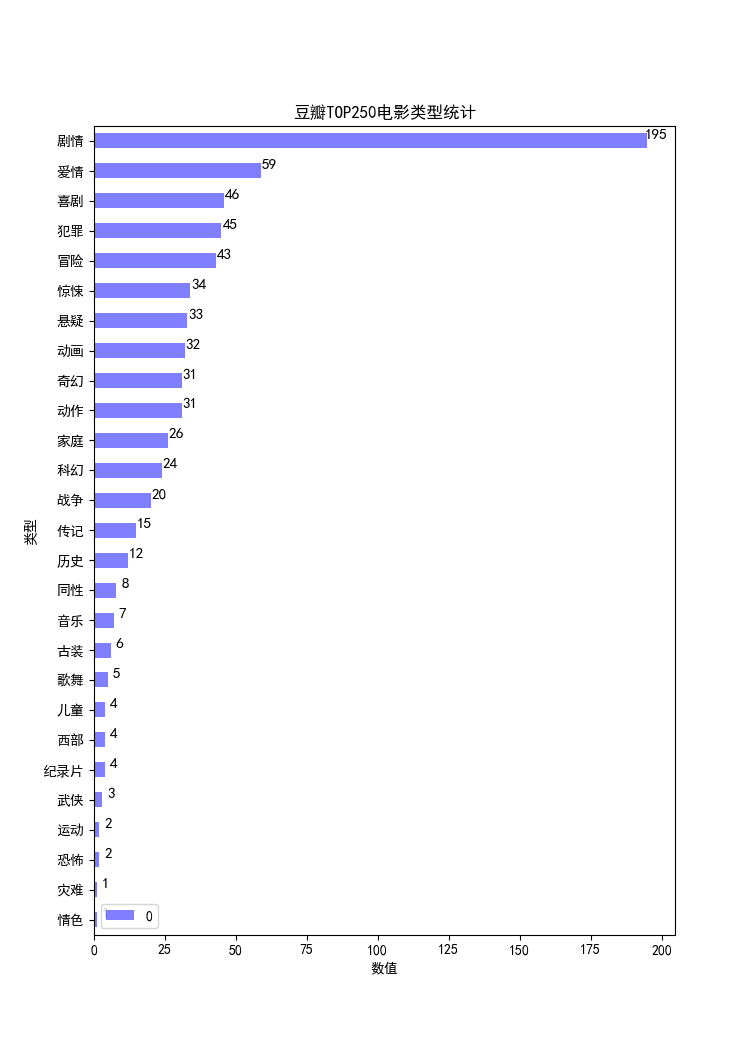 豆瓣TOP250电影类型统计
剧情 195
爱情 59
喜剧 46
犯罪 45
冒险 43
惊悚 34
悬疑 33
动画 32
奇幻 31
动作 31
家庭 26
科幻 24
战争 20
传记 15
历史 12
同性 8
音乐 7
古装 6
歌舞 5
儿童 4
西部 4
纪录片 4
武侠 3
运动 2
恐怖 2
灾难 1
情色
0
类型
0 25 50 75 100 125 150 175 200
数值